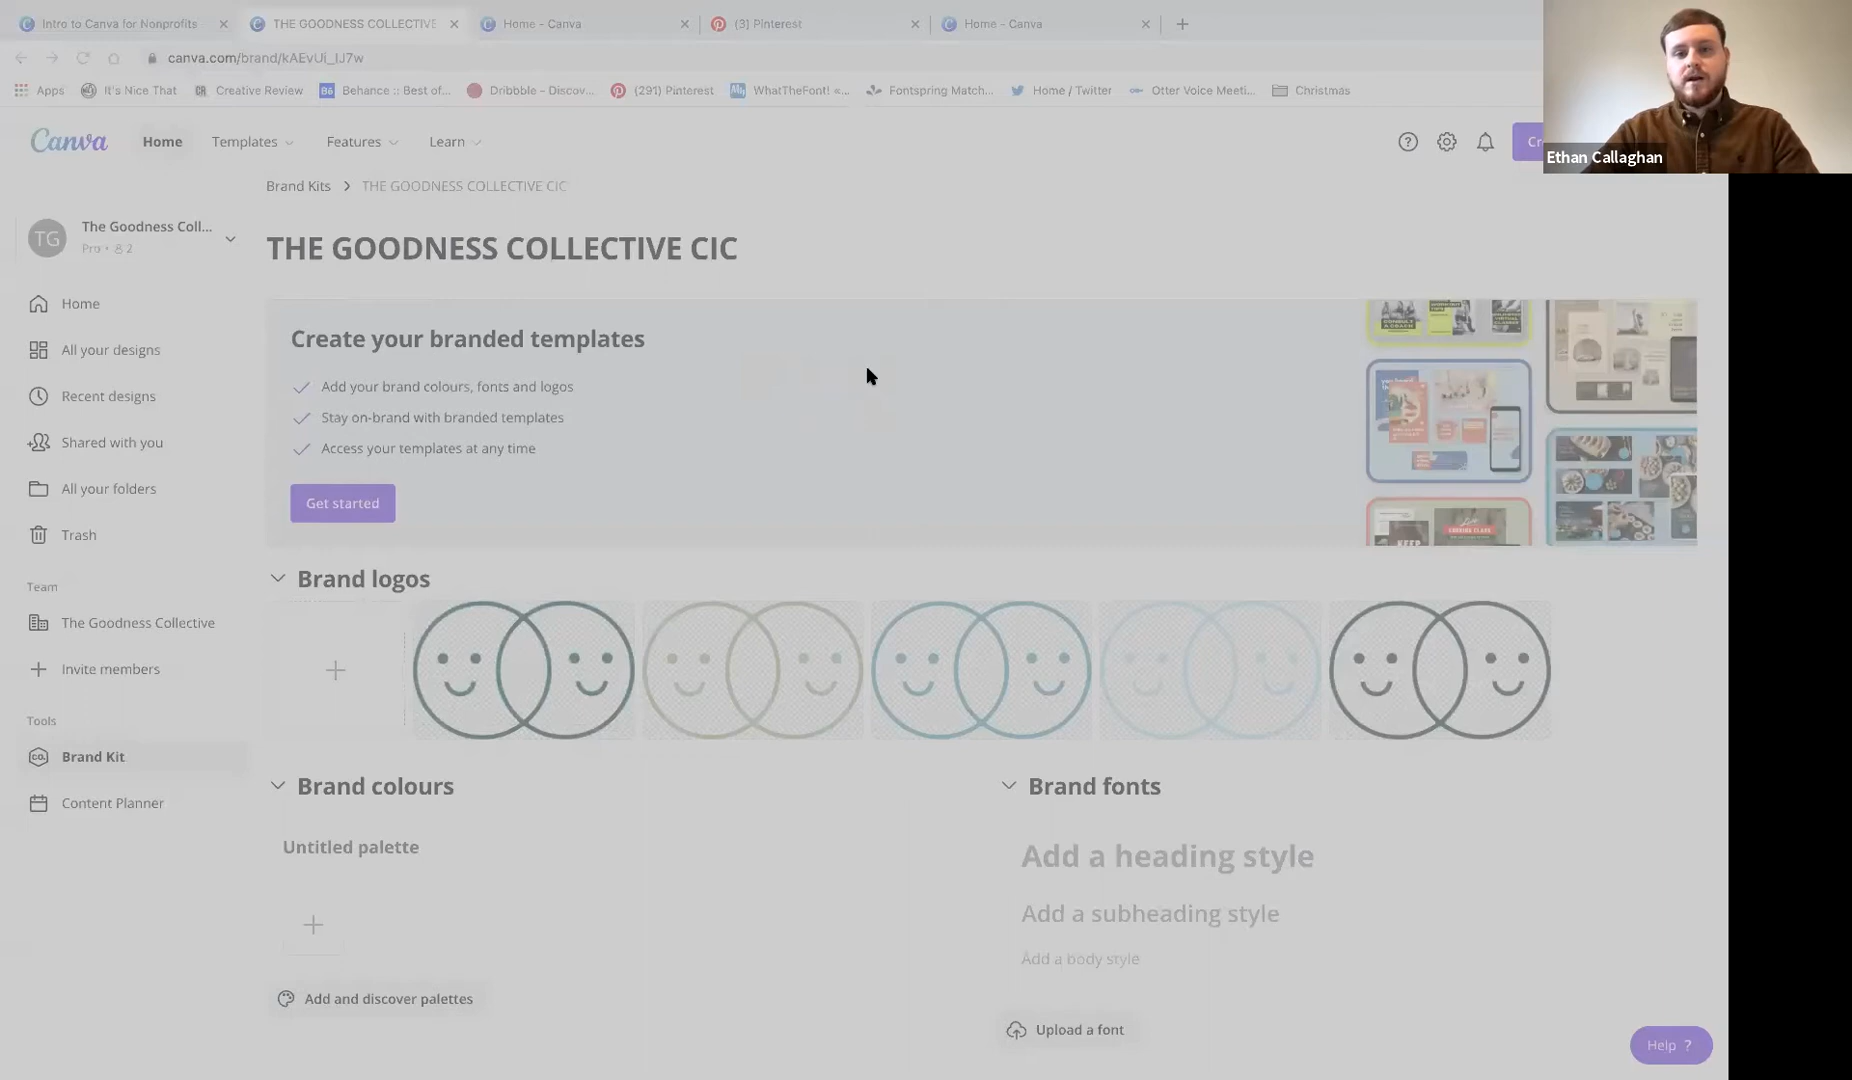 Intro to Canva for Nonprofits
THE GOODNESS COLLECTIVE
Home - Canva
(3) Pinterest
Home - Canva
canva.com/brand/kAEvUi_IJ7w
Apps
It's Nice That
CR
Creative Review
Bē
Behance :: Best of...
Dribbble - Discov...
(291) Pinterest
WhatTheFont! «...
Fontspring Match...
Home / Twitter
Otter Voice Meeti...
Christmas
Canva
Home
Templates
Features
Learn
Ethan Callaghan
Brand Kits > THE GOODNESS COLLECTIVE CIC
TG
The Goodness Coll...
Pro • 2
THE GOODNESS COLLECTIVE CIC
Home
All your designs
Recent designs
Shared with you
All your folders
Trash
Team
The Goodness Collective
Invite members
Tools
CO.
Brand Kit
Content Planner
Create your branded templates
Add your brand colours, fonts and logos
Stay on-brand with branded templates
Access your templates at any time
Get started
Brand logos
Brand colours
Untitled palette
Add and discover palettes
Brand fonts
Add a heading style
Add a subheading style
Add a body style
Upload a font
Help ?